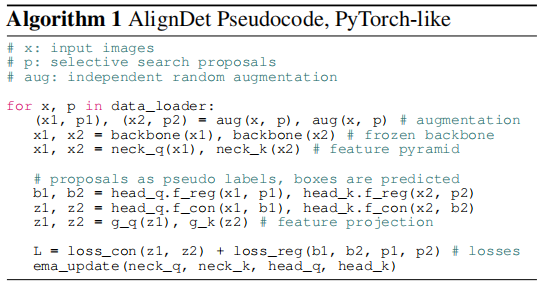 Algorithm 1 AlignDet Pseudocode, PyTorch-like
# x: input images
# p: selective search proposals
# aug: independent random augmentation
for x, p in data_loader:
    (x1, p1), (x2, p2) = aug(x, p), aug(x, p) # augmentation
    x1, x2 = backbone(x1), backbone(x2) # frozen backbone
    x1, x2 = neck_q(x1), neck_k(x2) # feature pyramid
    # proposals as pseudo labels, boxes are predicted
    b1, b2 = head_q.f_reg(x1, p1), head_k.f_reg(x2, p2)
    z1, z2 = head_q.f_con(x1, b1), head_k.f_con(x2, b2)
    z1, z2 = g_q(z1), g_k(z2) # feature projection
    L = loss_con(z1, z2) + loss_reg(b1, b2, p1, p2) # losses
    ema_update(neck_q, neck_k, head_q, head_k)